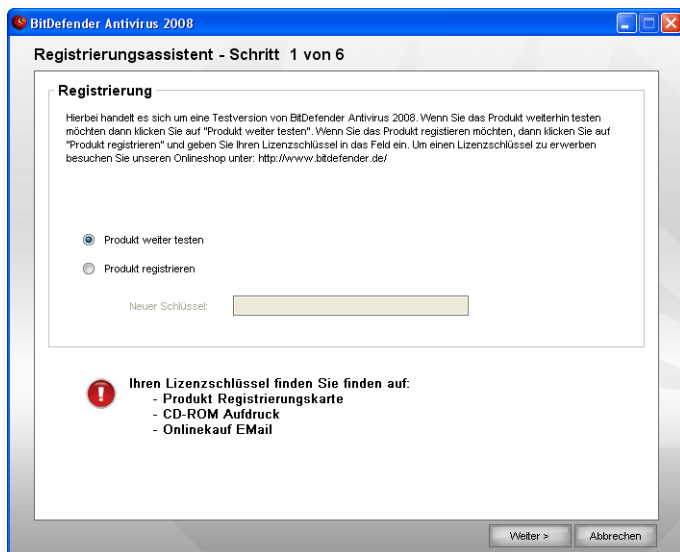 BitDefender Antivirus 2008
Registrierungsassistent - Schritt 1 von 6
Registrierung
Hierbei handelt es sich um eine Testversion von BitDefender Antivirus 2008. Wenn Sie das Produkt weiterhin testen
möchten dann klicken Sie auf "Produkt weiter testen". Wenn Sie das Produkt registieren möchten, dann klicken Sie auf
"Produkt registrieren" und geben Sie Ihren Lizenzschlüssel in das Feld ein. Um einen Lizenzschlüssel zu erwerben
besuchen Sie unseren Onlineshop unter: http://www.bitdefender.de/
Produkt weiter testen
Produkt registrieren
Neuer Schlüssel:
Ihren Lizenzschlüssel finden Sie finden auf:
- Produkt Registrierungskarte
- CD-ROM Aufdruck
- Onlinekauf EMail
Weiter >
Abbrechen